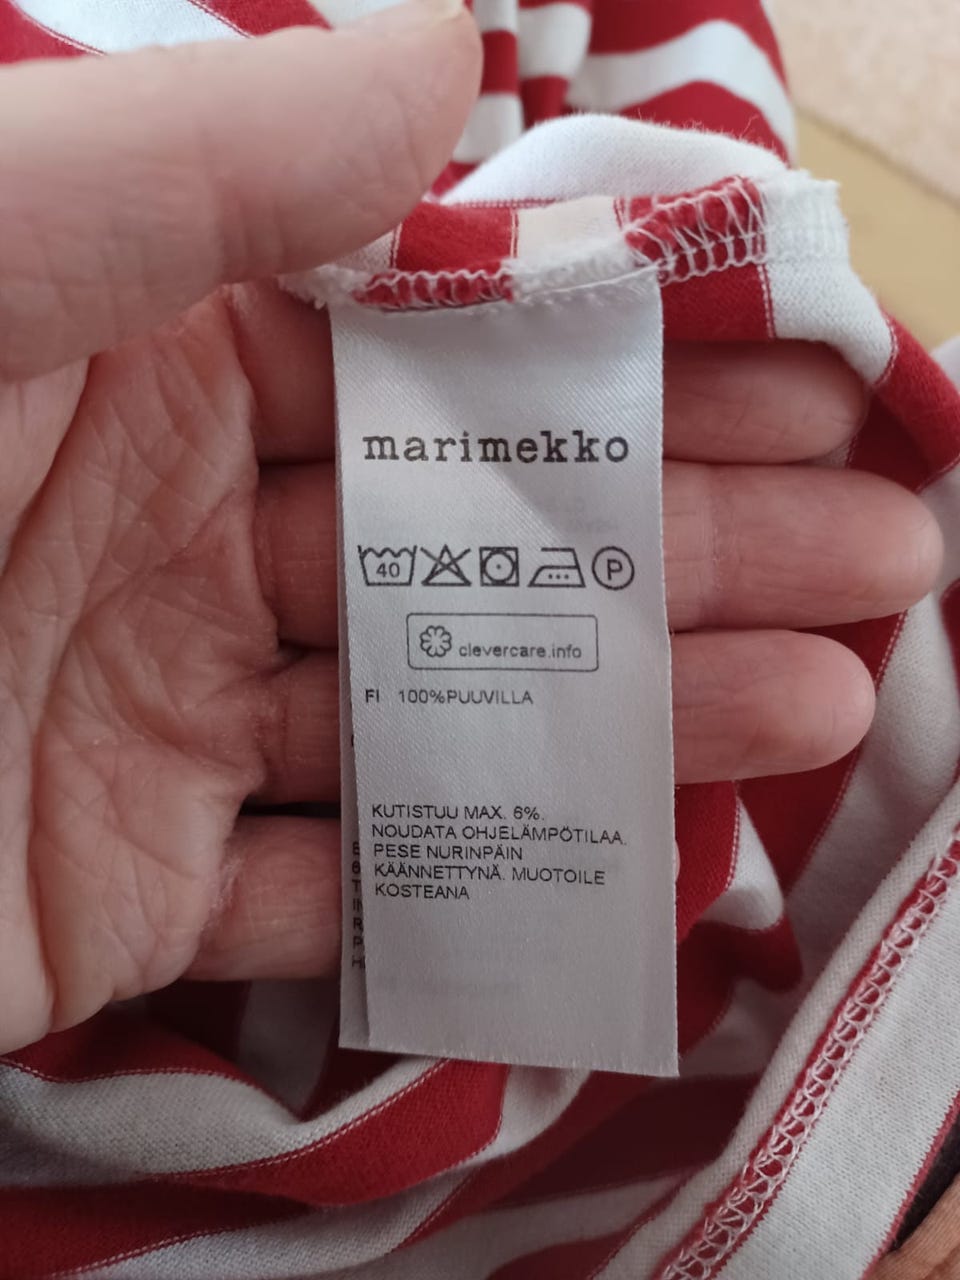 marimekko
40 P
clevercare.info
FI 100%PUUVILLA
KUTISTUU MAX. 6%.
NOUDATA OHJELÄMPÖTILAA.
PESE NURINPÄIN
KÄÄNNETTYNÄ. MUOTOILE
KOSTEANA